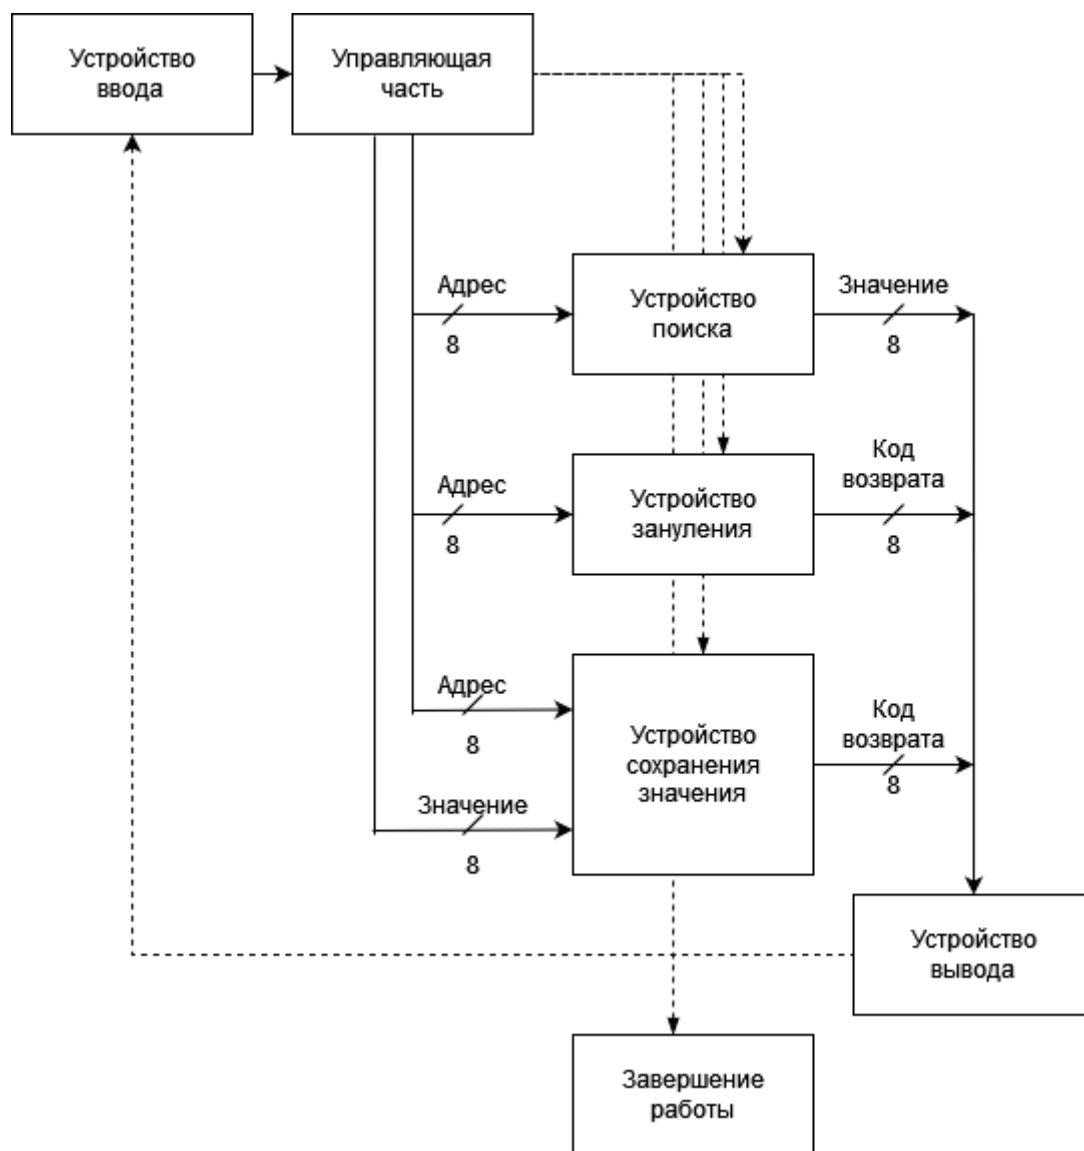 Устройство
ввода
Управляющая
часть
Адрес
8
Устройство
поиска
Значение
8
Адрес
8
Устройство
зануления
Код
возврата
8
Адрес
8
Значение
8
Устройство
сохранения
значения
Код
возврата
8
Устройство
вывода
Завершение
работы